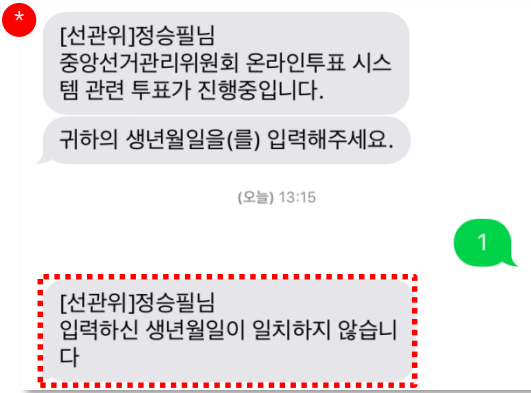 *
[선관위]정승필님
중앙선거관리위원회 온라인투표 시스
템 관련 투표가 진행중입니다.
귀하의 생년월일을(를) 입력해주세요.
(오늘) 13:15
1
[선관위]정승필님
입력하신 생년월일이 일치하지 않습니
다